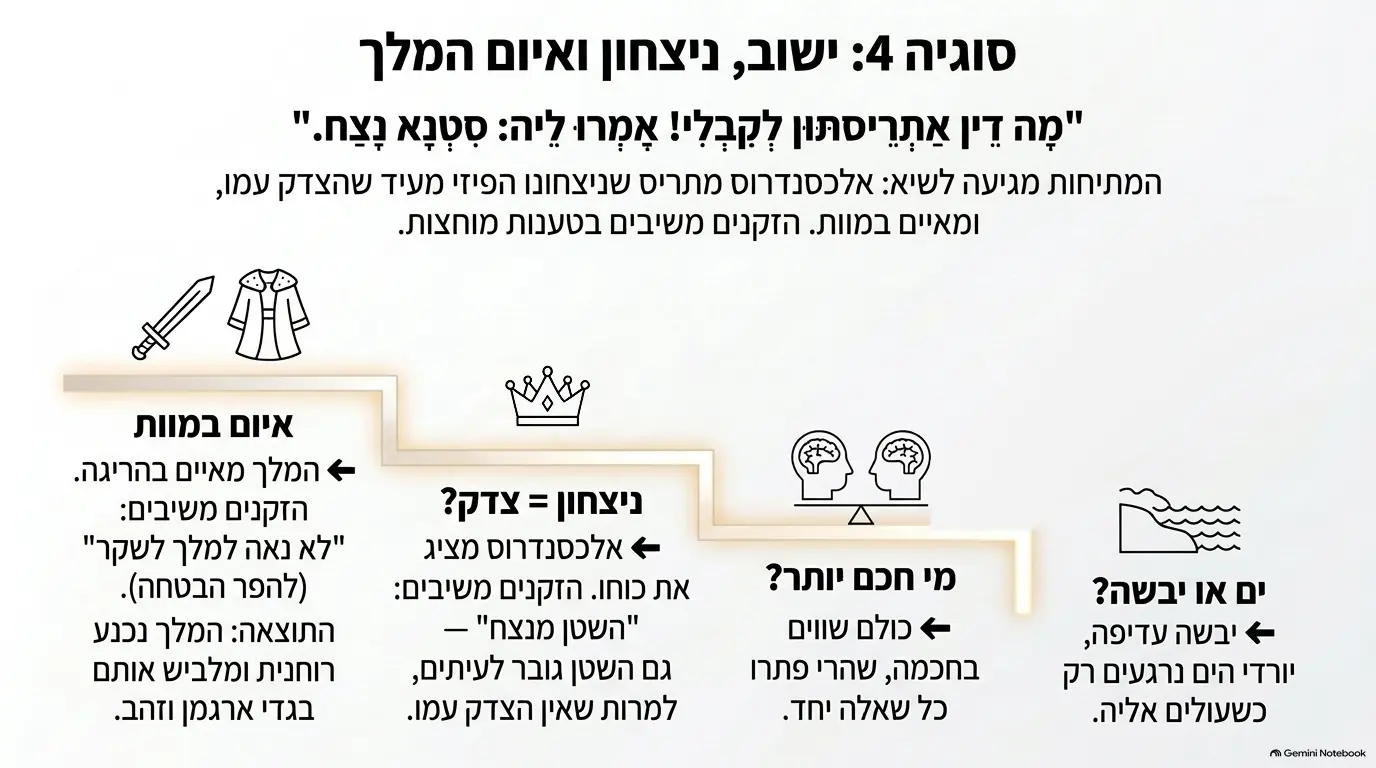 סוגיה 4: ישוב, ניצחון ואיום המלך
"מָה דֵין אַתְרֵיסתּוּן לְקִבְלִי! אָמְרוּ לֵיה: סִטְנָא נָצַח."
המתיחות מגיעה לשיא: אלכסנדרוס מתריס שניצחונו הפיזי מעיד שהצדק עמו,
ומאיים במוות. הזקנים משיבים בטענות מוחצות.
ים או יבשה?
← יבשה עדיפה,
יורדי הים נרגעים רק
כשעולים אליה.
מי חכם יותר?
← כולם שווים
בחכמה, שהרי פתרו
כל שאלה יחד.
ניצחון = צדק?
← אלכסנדרוס מציג
את כוחו. הזקנים משיבים:
"השטן מנצח" —
גם השטן גובר לעיתים,
למרות שאין הצדק עמו.
איום במוות
← המלך מאיים בהריגה.
הזקנים משיבים:
"לא נאה למלך לשקר"
(להפר הבטחה).
התוצאה: המלך נכנע
רוחנית ומלביש אותם
בגדי ארגמן וזהב.
Gemini Notebook